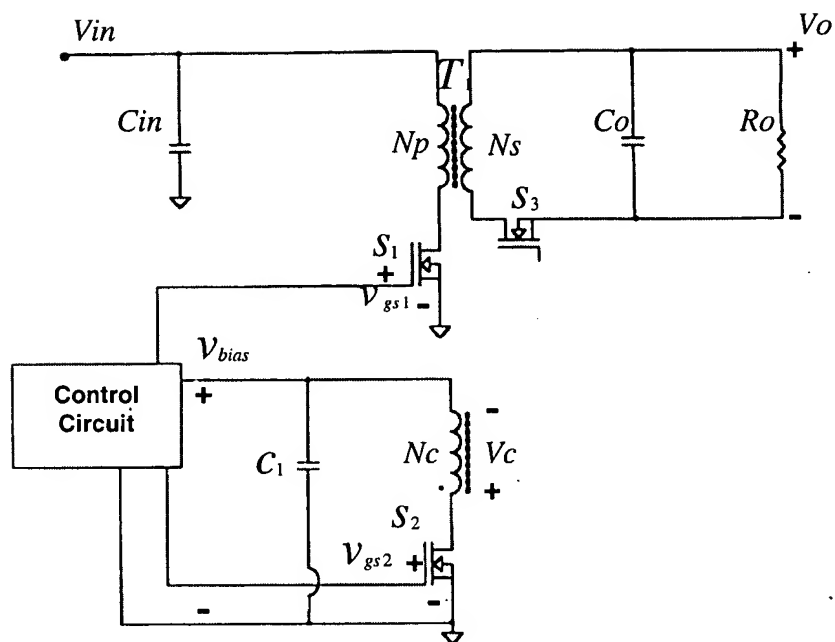 Vin
Vo
+
T
Cin
Np
Ns
Co
Ro
S3
-
S1
+
vgs1
-
vbias
+
Control
Circuit
C1
-
Nc
Vc
+
S2
vgs2
+
-
-